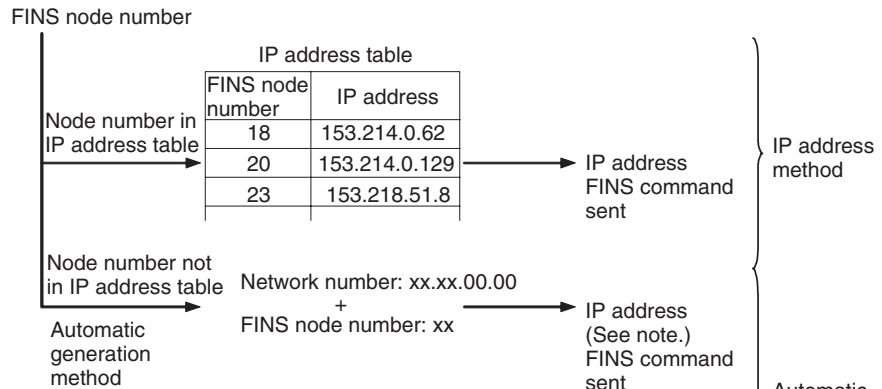 FINS node number
IP address table
FINS node number
IP address
Node number in
IP address table
18 153.214.0.62
20 153.214.0.129
23 153.218.51.8
IP address
FINS command
sent
IP address
method
Node number not
in IP address table
Automatic
generation
method
Network number: xx.xx.00.00
+
FINS node number: xx
IP address
(See note.)
FINS command
sent
Automatic